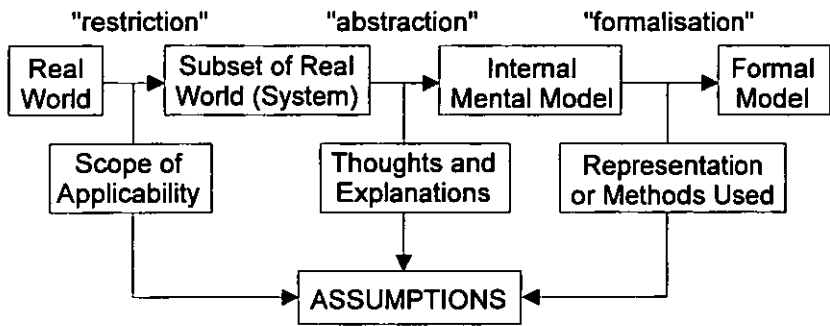 "restriction" "abstraction" "formalisation"
Real World
Subset of Real World (System)
Internal Mental Model
Formal Model
Scope of Applicability
Thoughts and Explanations
Representation or Methods Used
ASSUMPTIONS